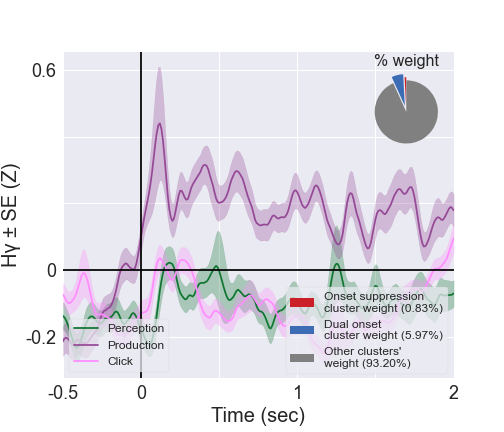 % weight
0.6
0
-0.2
Hγ ± SE (Z)
Perception
Production
Click
Onset suppression
cluster weight (0.83%)
Dual onset
cluster weight (5.97%)
Other clusters'
weight (93.20%)
-0.5
0
1
2
Time (sec)